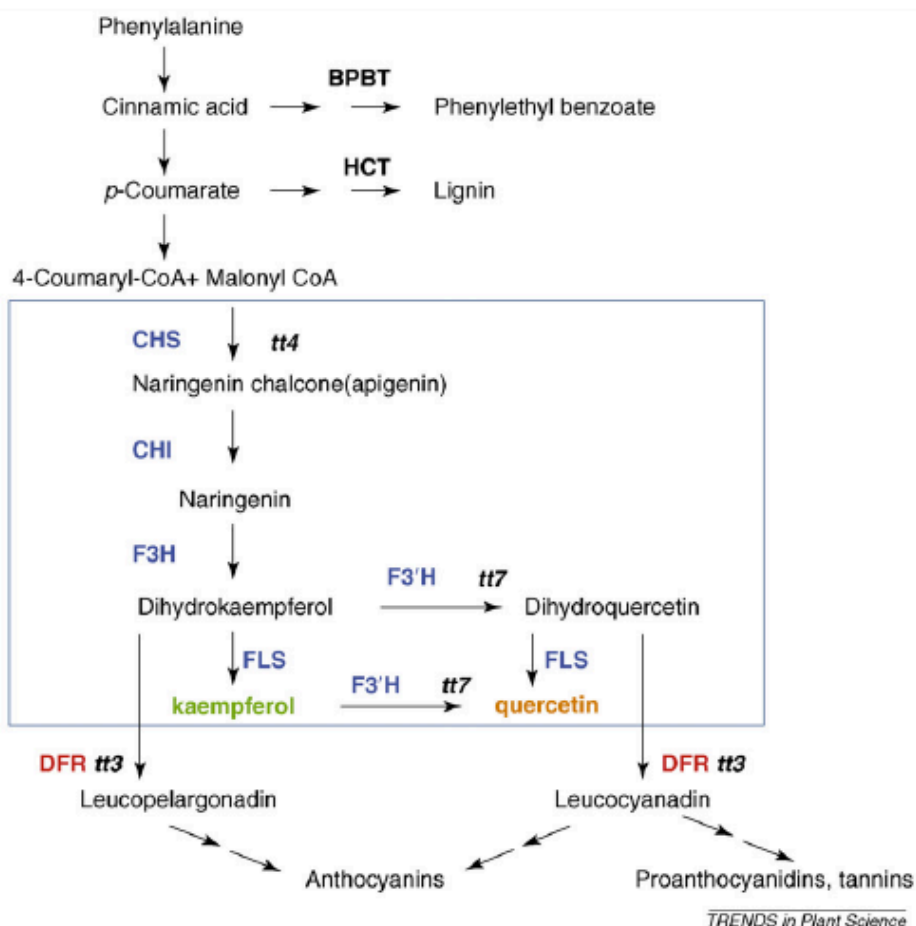 Phenylalanine
BPBT
Cinnamic acid Phenylethyl benzoate
HCT
p-Coumarate Lignin
4-Coumaryl-CoA+ Malonyl CoA
CHS tt4
Naringenin chalcone(apigenin)
CHI
Naringenin
F3H
F3'H tt7
Dihydrokaempferol Dihydroquercetin
FLS FLS
F3'H tt7
kaempferol quercetin
DFR tt3 DFR tt3
Leucopelargonadin Leucocyanadin
Anthocyanins Proanthocyanidins, tannins
TRENDS in Plant Science